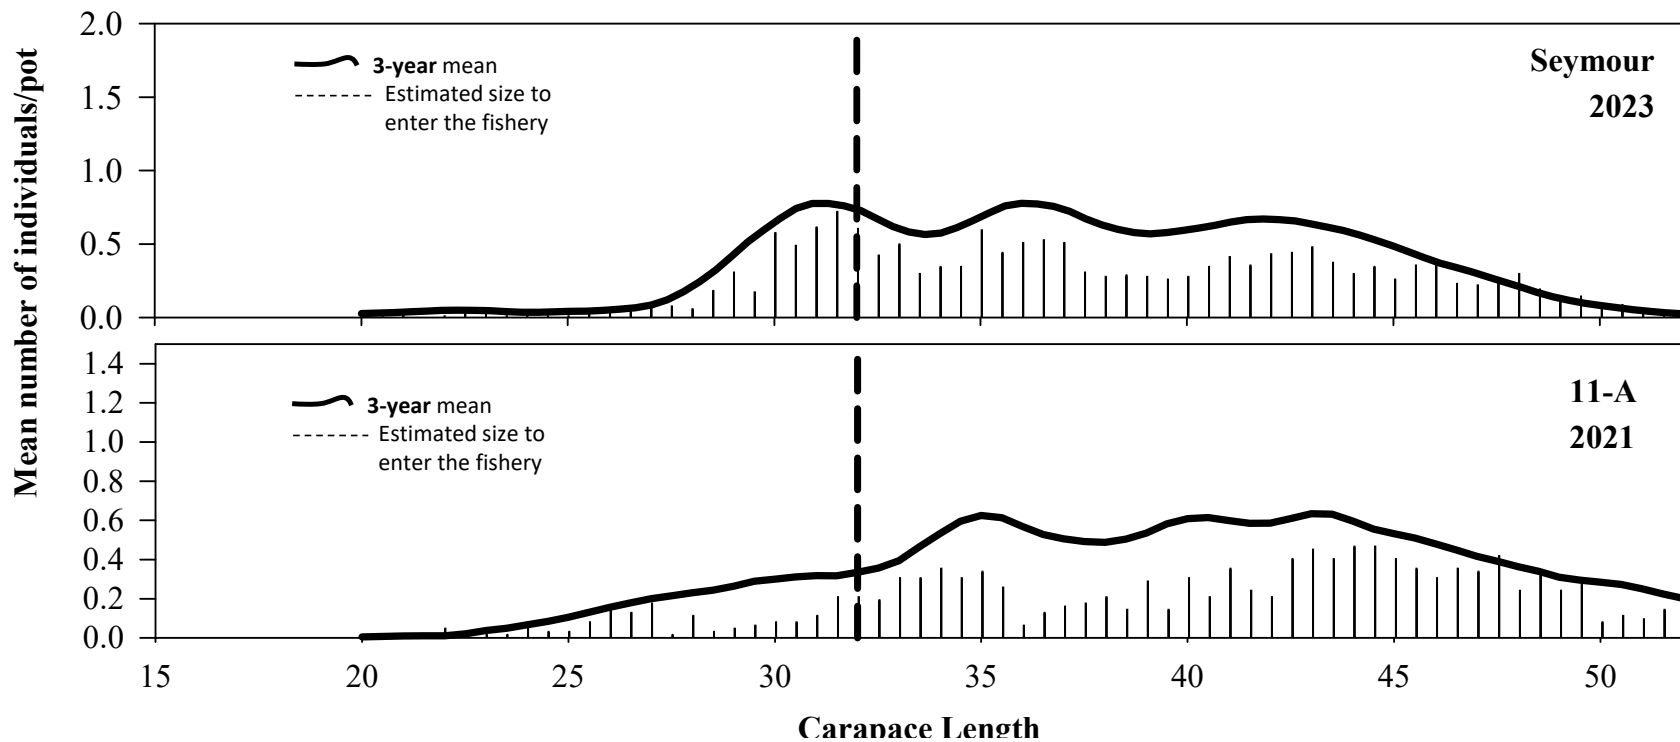 Mean number of individuals/pot
2.0
1.5
1.0
0.5
0.0
3-year mean
Estimated size to
enter the fishery
Seymour
2023
1.4
1.2
1.0
0.8
0.6
0.4
0.2
0.0
3-year mean
Estimated size to
enter the fishery
11-A
2021
15 20 25 30 35 40 45 50
Carapace Length